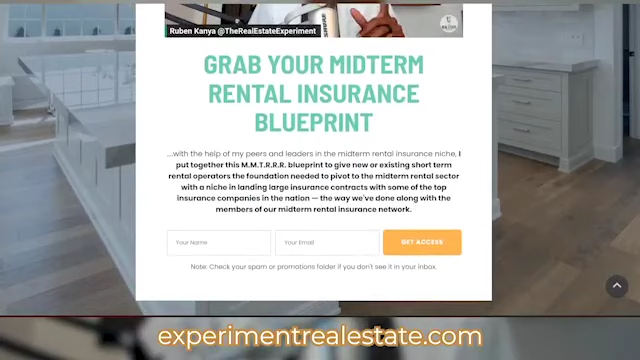 Ruben Kanya @TheRealEstateExperiment
SHURE
GRAB YOUR MIDTERM
RENTAL INSURANCE
BLUEPRINT
...with the help of my peers and leaders in the midterm rental insurance niche, I
put together this M.M.T.R.R.R. blueprint to give new or existing short term
rental operators the foundation needed to pivot to the midterm rental sector
with a niche in landing large insurance contracts with some of the top
insurance companies in the nation — the way we've done along with the
members of our midterm rental insurance network.
Your Name
Your Email
GET ACCESS
Note: Check your spam or promotions folder if you don't see it in your inbox.
experimentrealestate.com